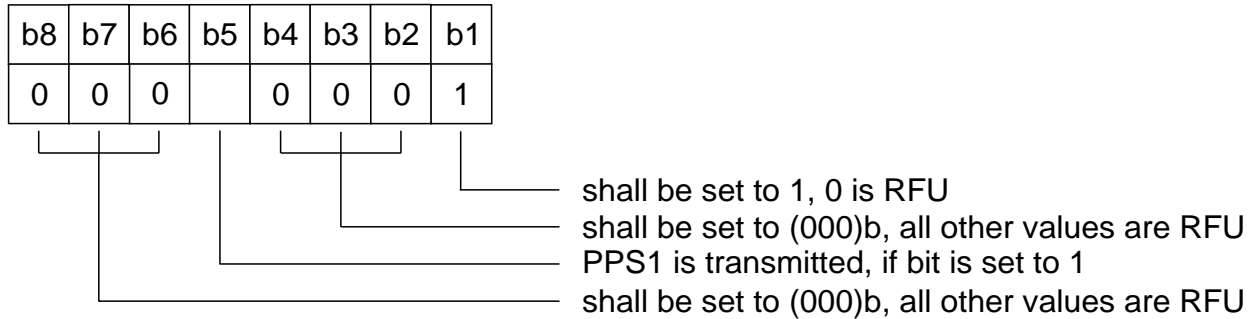 b8 b7 b6 b5 b4 b3 b2 b1
0 0 0 0 0 0 1
shall be set to 1, 0 is RFU
shall be set to (000)b, all other values are RFU
PPS1 is transmitted, if bit is set to 1
shall be set to (000)b, all other values are RFU